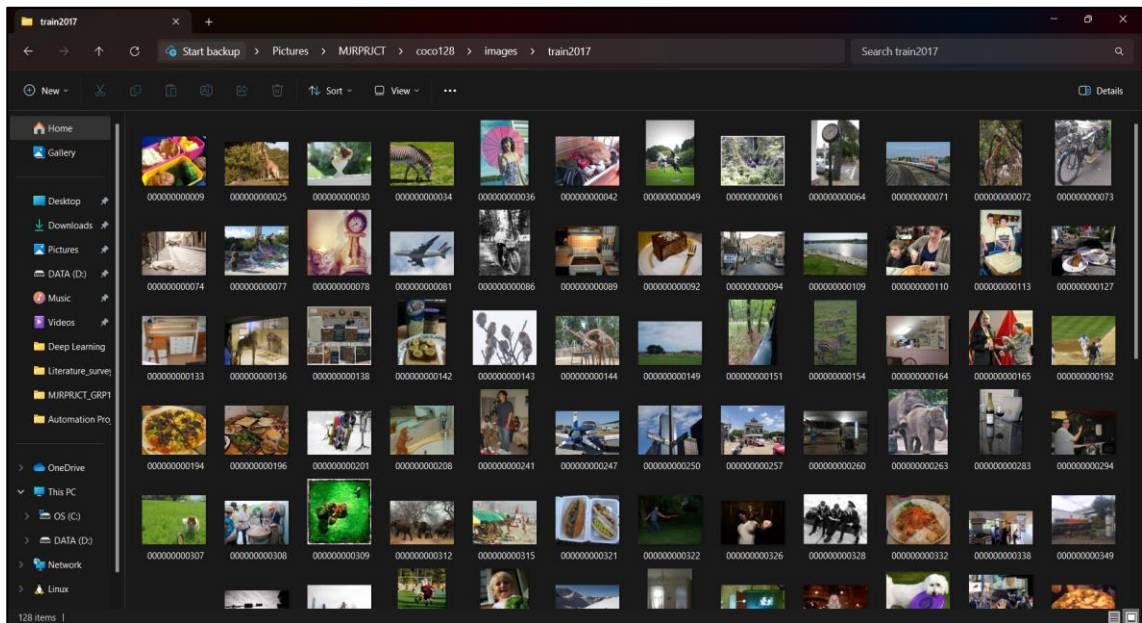 train2017
Start backup > Pictures > MJRPRJCT > coco128 > images > train2017
Search train2017
New
Sort
View
Details
Home
Gallery
Desktop
Downloads
Pictures
DATA (D:)
Music
Videos
Deep Learning
Literature_survey
MJRPRJCT_GRP1
Automation Pro
OneDrive
This PC
OS (C:)
DATA (D:)
Network
Linux
000000000009 000000000025 000000000030 000000000034 000000000036 000000000042 000000000049 000000000061 000000000064 000000000071 000000000072 000000000073
000000000074 000000000077 000000000078 000000000081 000000000086 000000000089 000000000092 000000000094 000000000109 000000000110 000000000113 000000000127
000000000133 000000000136 000000000138 000000000142 000000000143 000000000144 000000000149 000000000151 000000000154 000000000164 000000000165 000000000192
000000000194 000000000196 000000000201 000000000208 000000000241 000000000247 000000000250 000000000257 000000000260 000000000263 000000000283 000000000294
000000000307 000000000308 000000000309 000000000312 000000000315 000000000321 000000000322 000000000326 000000000328 000000000332 000000000338 000000000349
128 items